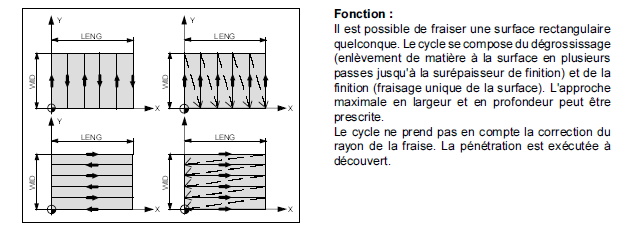 Y
LENG
WID
X
Y
LENG
WID
X
Y
LENG
WID
X
Y
LENG
WID
X
Fonction :
Il est possible de fraiser une surface rectangulaire
quelconque. Le cycle se compose du dégrossissage
(enlèvement de matière à la surface en plusieurs
passes jusqu'à la surépaisseur de finition) et de la
finition (fraisage unique de la surface). L'approche
maximale en largeur et en profondeur peut être
prescrite.
Le cycle ne prend pas en compte la correction du
rayon de la fraise. La pénétration est exécutée à
découvert.